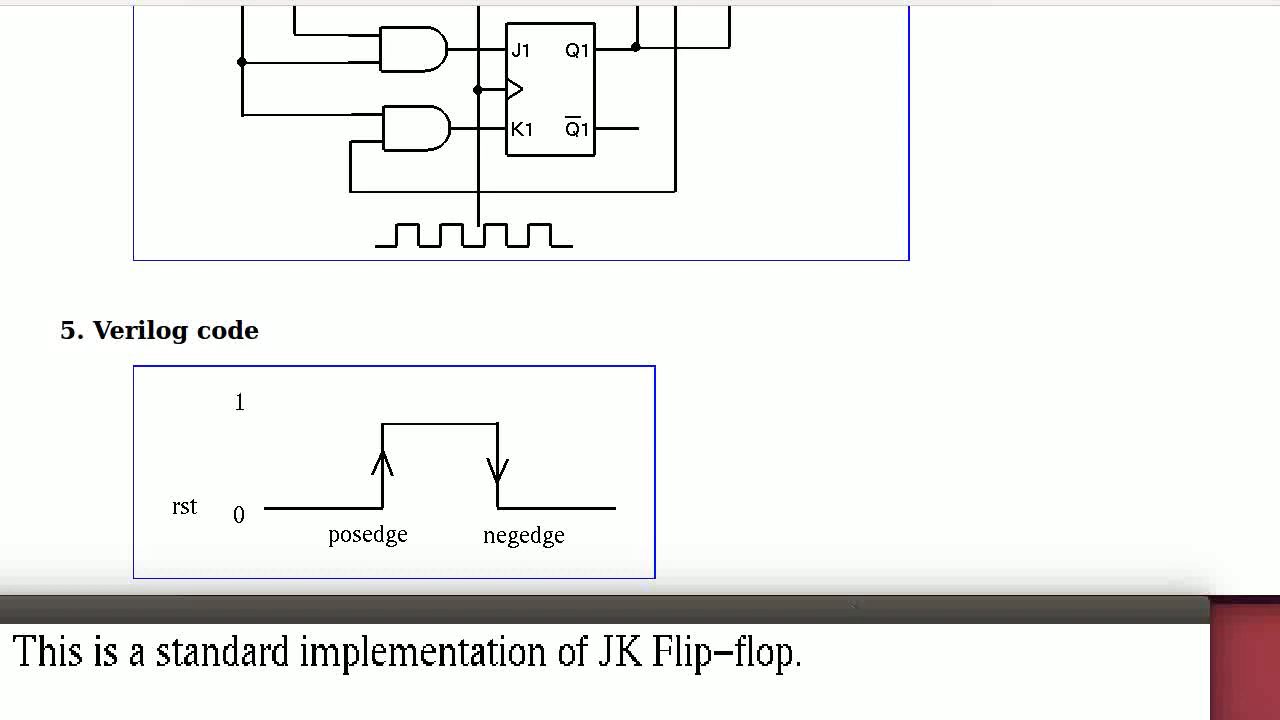 J1 Q1
K1 Q1
5. Verilog code
1
rst 0
posedge negedge
This is a standard implementation of JK Flip-flop.